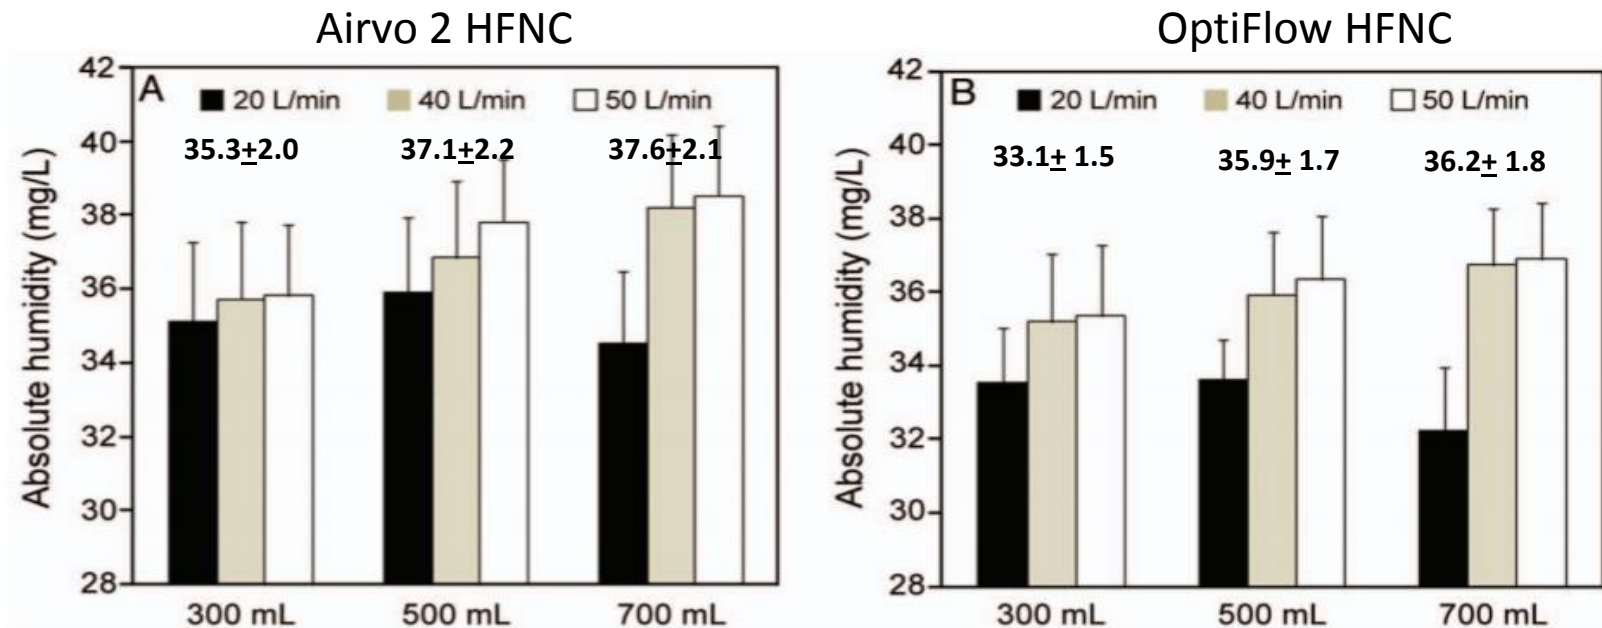 Airvo 2 HFNC
A
20 L/min 40 L/min 50 L/min
35.3±2.0 37.1±2.2 37.6±2.1
Absolute humidity (mg/L)
42
40
38
36
34
32
30
28
300 mL 500 mL 700 mL
OptiFlow HFNC
B
20 L/min 40 L/min 50 L/min
33.1± 1.5 35.9± 1.7 36.2± 1.8
Absolute humidity (mg/L)
42
40
38
36
34
32
30
28
300 mL 500 mL 700 mL